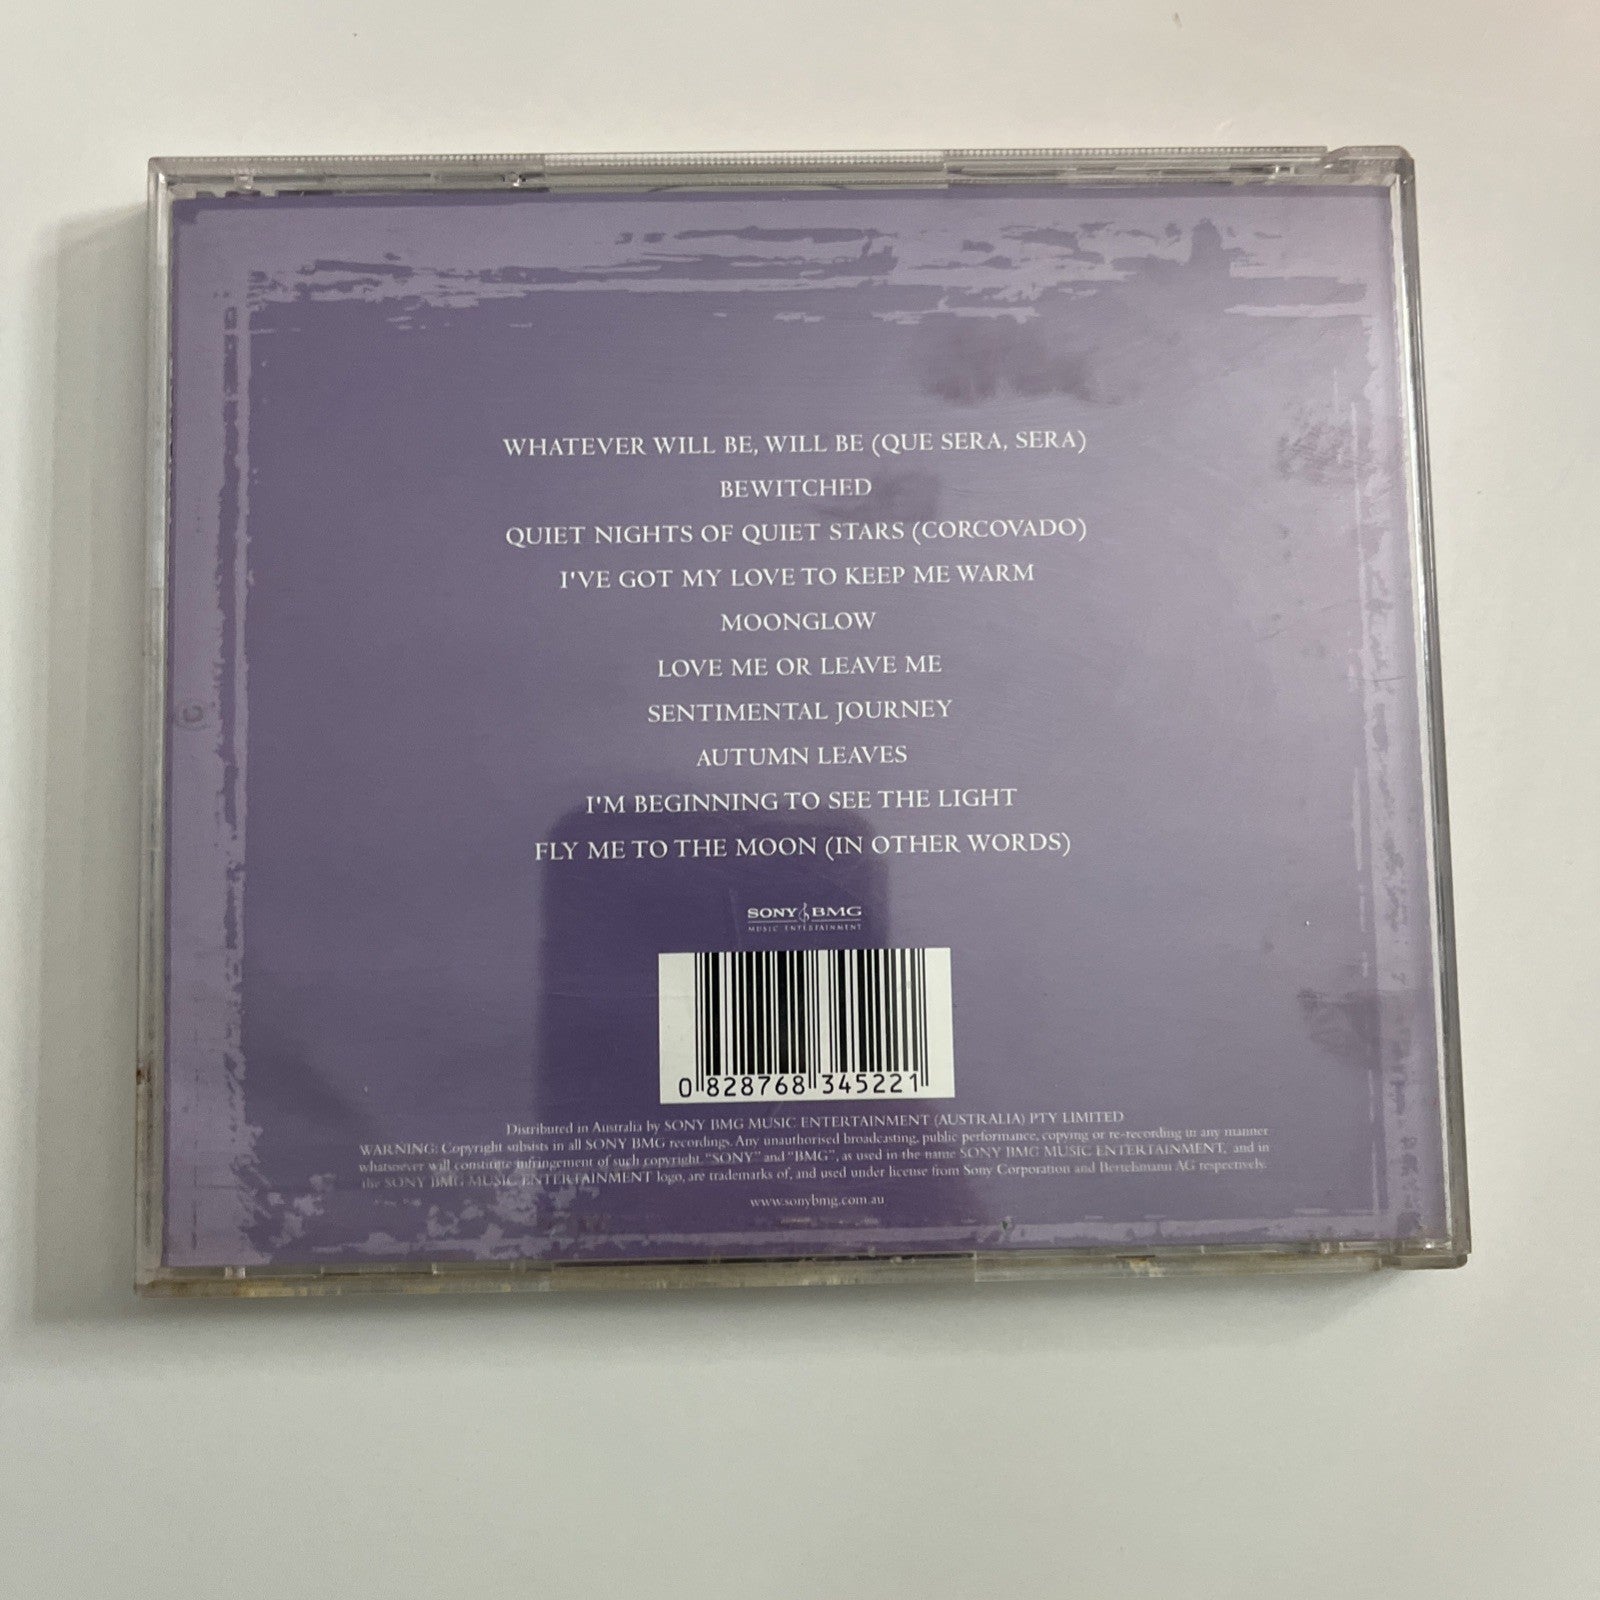 WHATEVER WILL BE, WILL BE (QUE SERA, SERA)
BEWITCHED
QUIET NIGHTS OF QUIET STARS (CORCOVADO)
I'VE GOT MY LOVE TO KEEP ME WARM
MOONGLOW
LOVE ME OR LEAVE ME
SENTIMENTAL JOURNEY
AUTUMN LEAVES
I'M BEGINNING TO SEE THE LIGHT
FLY ME TO THE MOON (IN OTHER WORDS)
SONY BMG
MUSIC ENTERTAINMENT
0 828768 345221
Distributed in Australia by SONY BMG MUSIC ENTERTAINMENT (AUSTRALIA) PTY LIMITED
WARNING: Copyright subsists in all SONY BMG recordings. Any unauthorised broadcasting, public performance, copying or re-recording in any manner
whatsoever will constitute infringement of such copyright. "SONY" and "BMG", as used in the name SONY BMG MUSIC ENTERTAINMENT, and in
the SONY BMG MUSIC ENTERTAINMENT logo, are trademarks of, and used under license from Sony Corporation and Bertelsmann AG respectively.
www.sonybmg.com.au